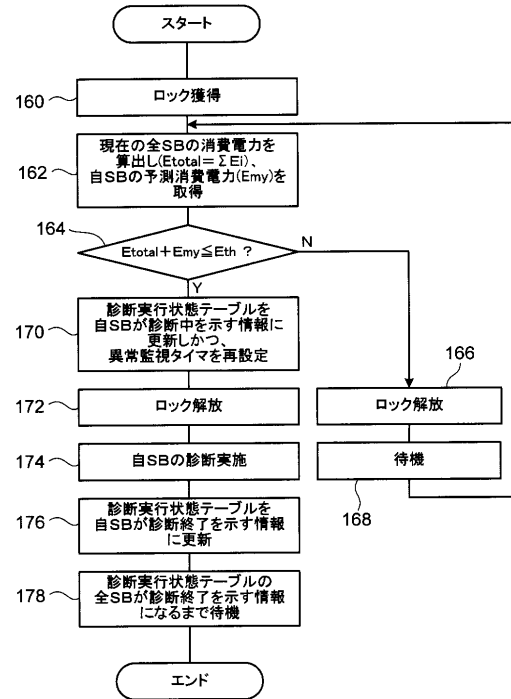 スタート
160
ロック獲得
162
現在の全SBの消費電力を
算出し(Etotal=ΣEi)、
自SBの予測消費電力(Emy)を
取得
164
Etotal+Emy≦Eth ?
N
Y
170
診断実行状態テーブルを
自SBが診断中を示す情報に
更新しかつ、
異常監視タイマを再設定
166
172
ロック解放
ロック解放
174
自SBの診断実施
待機
168
176
診断実行状態テーブルを
自SBが診断終了を示す情報
に更新
178
診断実行状態テーブルの
全SBが診断終了を示す情報
になるまで待機
エンド